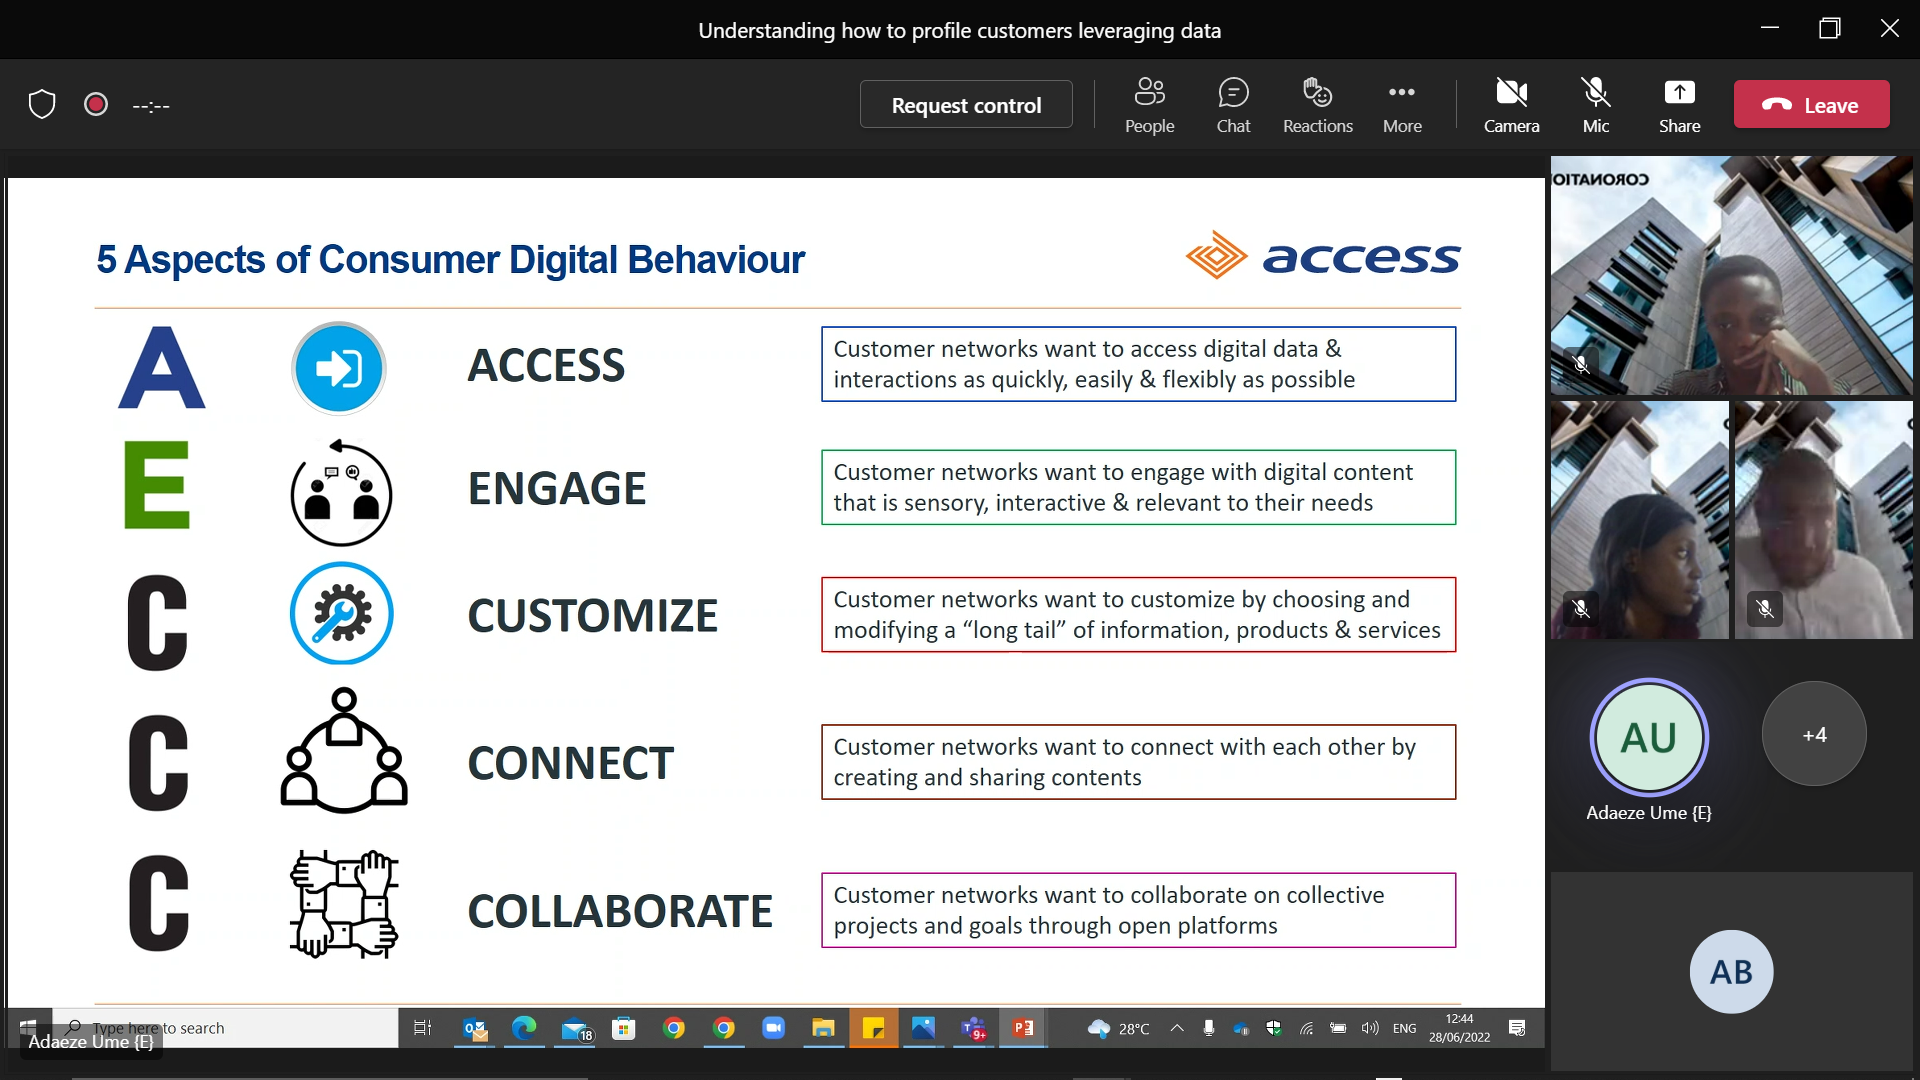 Understanding how to profile customers leveraging data
--:--
Request control
People
Chat
Reactions
More
Camera
Mic
Share
Leave
5 Aspects of Consumer Digital Behaviour
access
A
ACCESS
Customer networks want to access digital data &
interactions as quickly, easily & flexibly as possible
E
ENGAGE
Customer networks want to engage with digital content
that is sensory, interactive & relevant to their needs
C
CUSTOMIZE
Customer networks want to customize by choosing and
modifying a “long tail” of information, products & services
C
CONNECT
Customer networks want to connect with each other by
creating and sharing contents
C
COLLABORATE
Customer networks want to collaborate on collective
projects and goals through open platforms
CORONATIO
AU
Adaeze Ume {E}
+4
AB
Type here to search
Adaeze Ume {E}
18
9+
28°C
ENG
12:44
28/06/2022